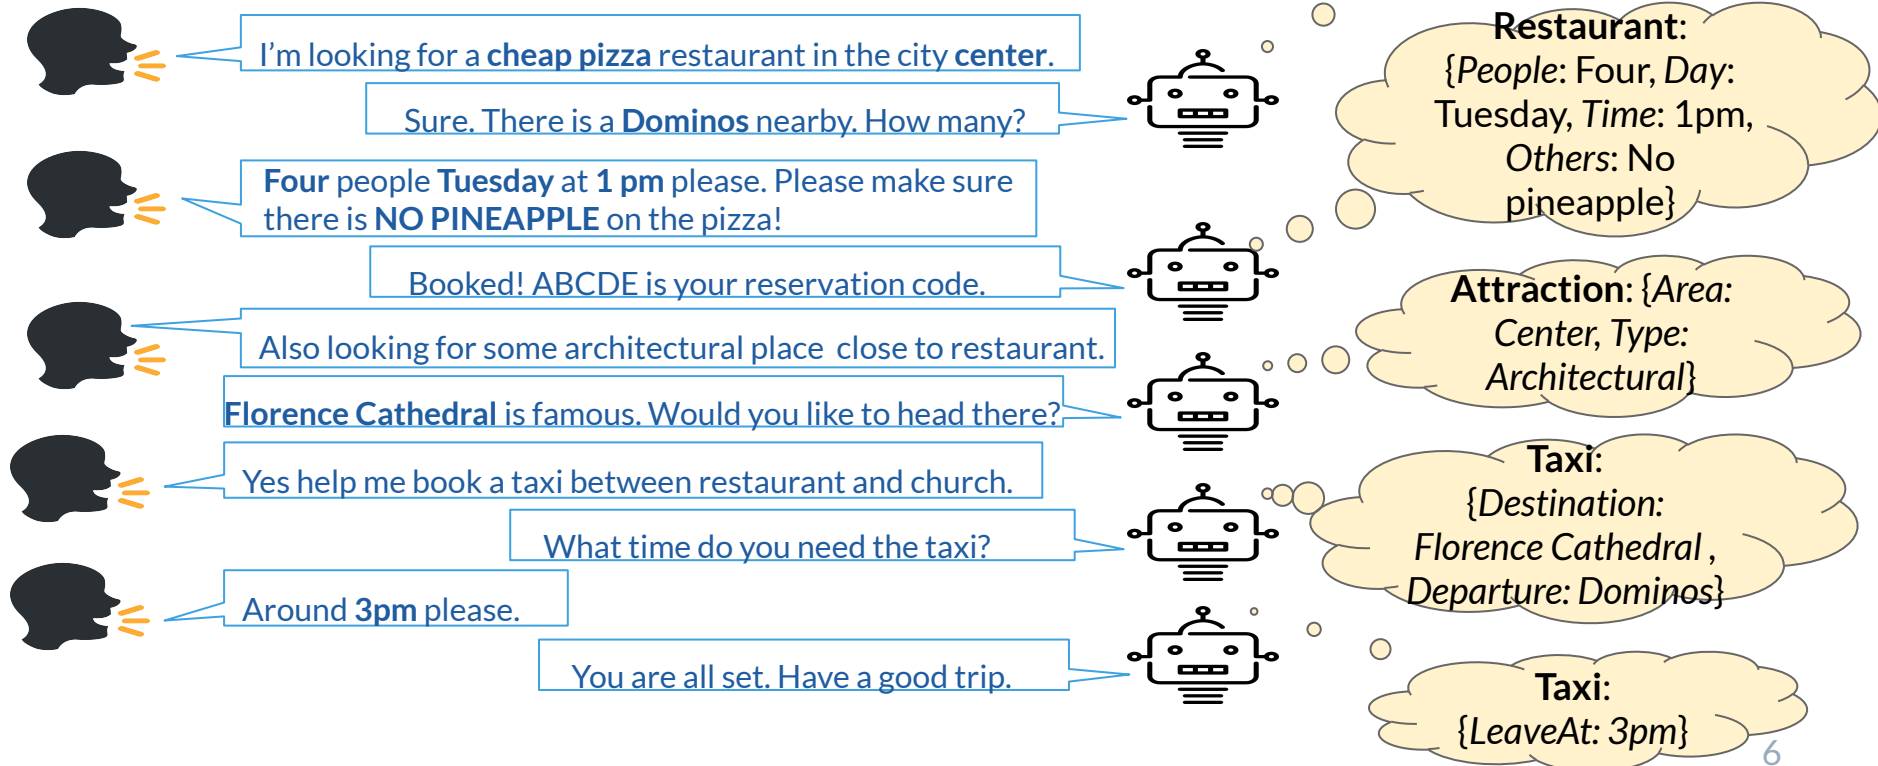 I'm looking for a cheap pizza restaurant in the city center.
Sure. There is a Dominos nearby. How many?
Four people Tuesday at 1 pm please. Please make sure
there is NO PINEAPPLE on the pizza!
Booked! ABCDE is your reservation code.
Also looking for some architectural place  close to restaurant.
Florence Cathedral is famous. Would you like to head there?
Yes help me book a taxi between restaurant and church.
What time do you need the taxi?
Around 3pm please.
You are all set. Have a good trip.
Restaurant:
{People: Four, Day:
Tuesday, Time: 1pm,
Others: No
pineapple}
Attraction: {Area:
Center, Type:
Architectural}
Taxi:
{Destination:
Florence Cathedral ,
Departure: Dominos}
Taxi:
{LeaveAt: 3pm}
6